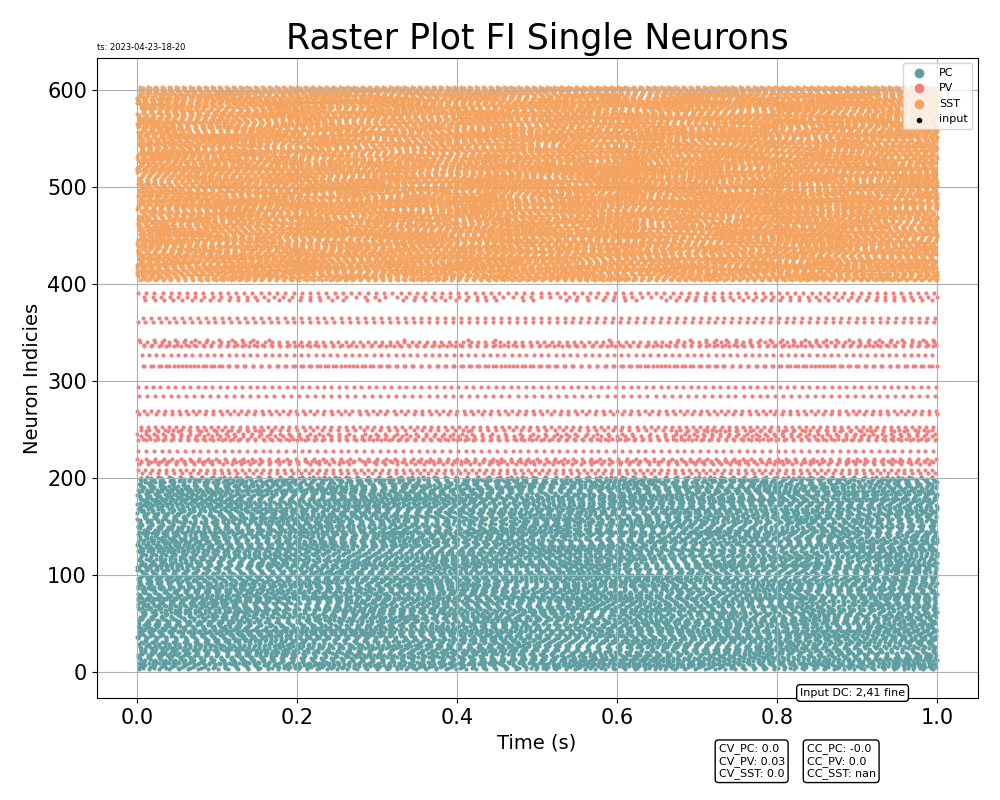 Raster Plot FI Single Neurons
ts: 2023-04-23-18-20
PC
PV
SST
input
600
500
400
300
200
100
0
Neuron Indicies
0.0 0.2 0.4 0.6 0.8 1.0
Time (s)
Input DC: 2,41 fine
CV_PC: 0.0
CV_PV: 0.03
CV_SST: 0.0
CC_PC: -0.0
CC_PV: 0.0
CC_SST: nan